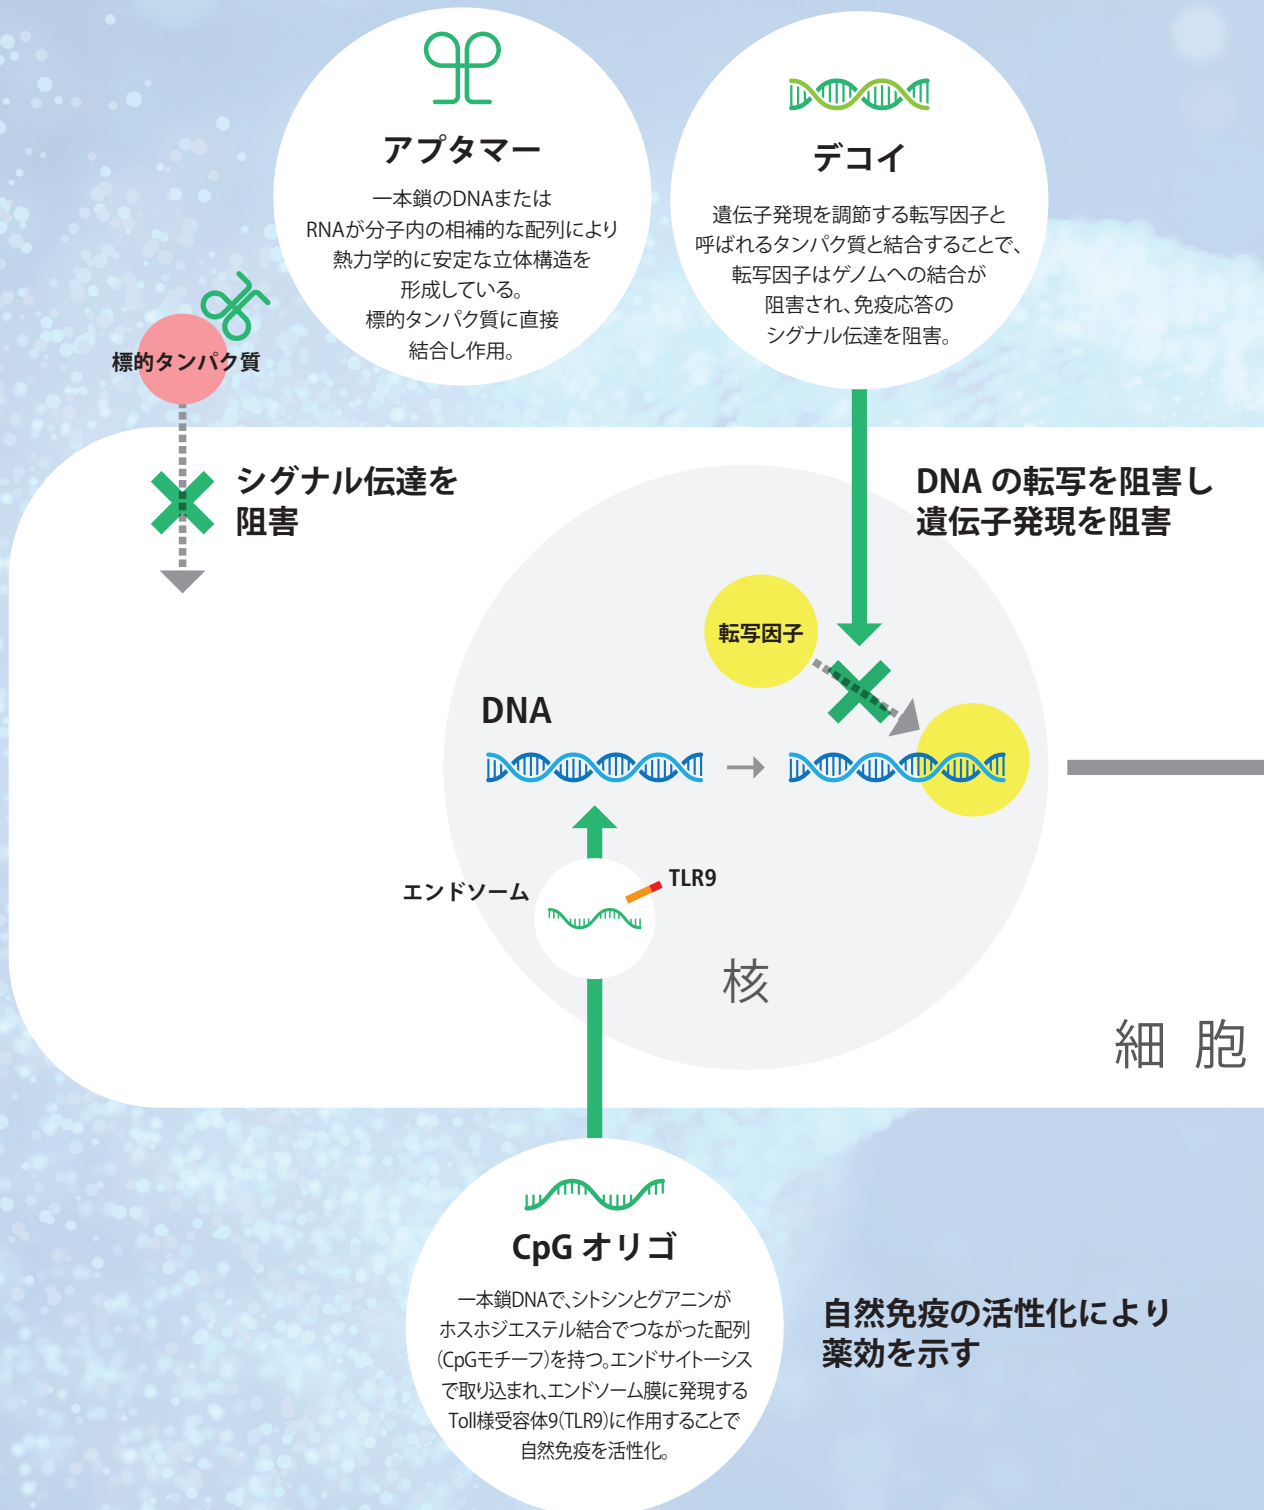 アプタマー
一本鎖のDNAまたは
RNAが分子内の相補的な配列により
熱力学的に安定な立体構造を
形成している。
標的タンパク質に直接
結合し作用。
デコイ
遺伝子発現を調節する転写因子と
呼ばれるタンパク質と結合することで、
転写因子はゲノムへの結合が
阻害され、免疫応答の
シグナル伝達を阻害。
標的タンパク質
シグナル伝達を
阻害
DNA の転写を阻害し
遺伝子発現を阻害
転写因子
DNA
エンドソーム
TLR9
核
細 胞
CpG オリゴ
一本鎖DNAで、シトシンとグアニンが
ホスホジエステル結合でつながった配列
(CpGモチーフ)を持つ。エンドサイトーシス
で取り込まれ、エンドソーム膜に発現する
Toll様受容体9(TLR9)に作用することで
自然免疫を活性化。
自然免疫の活性化により
薬効を示す